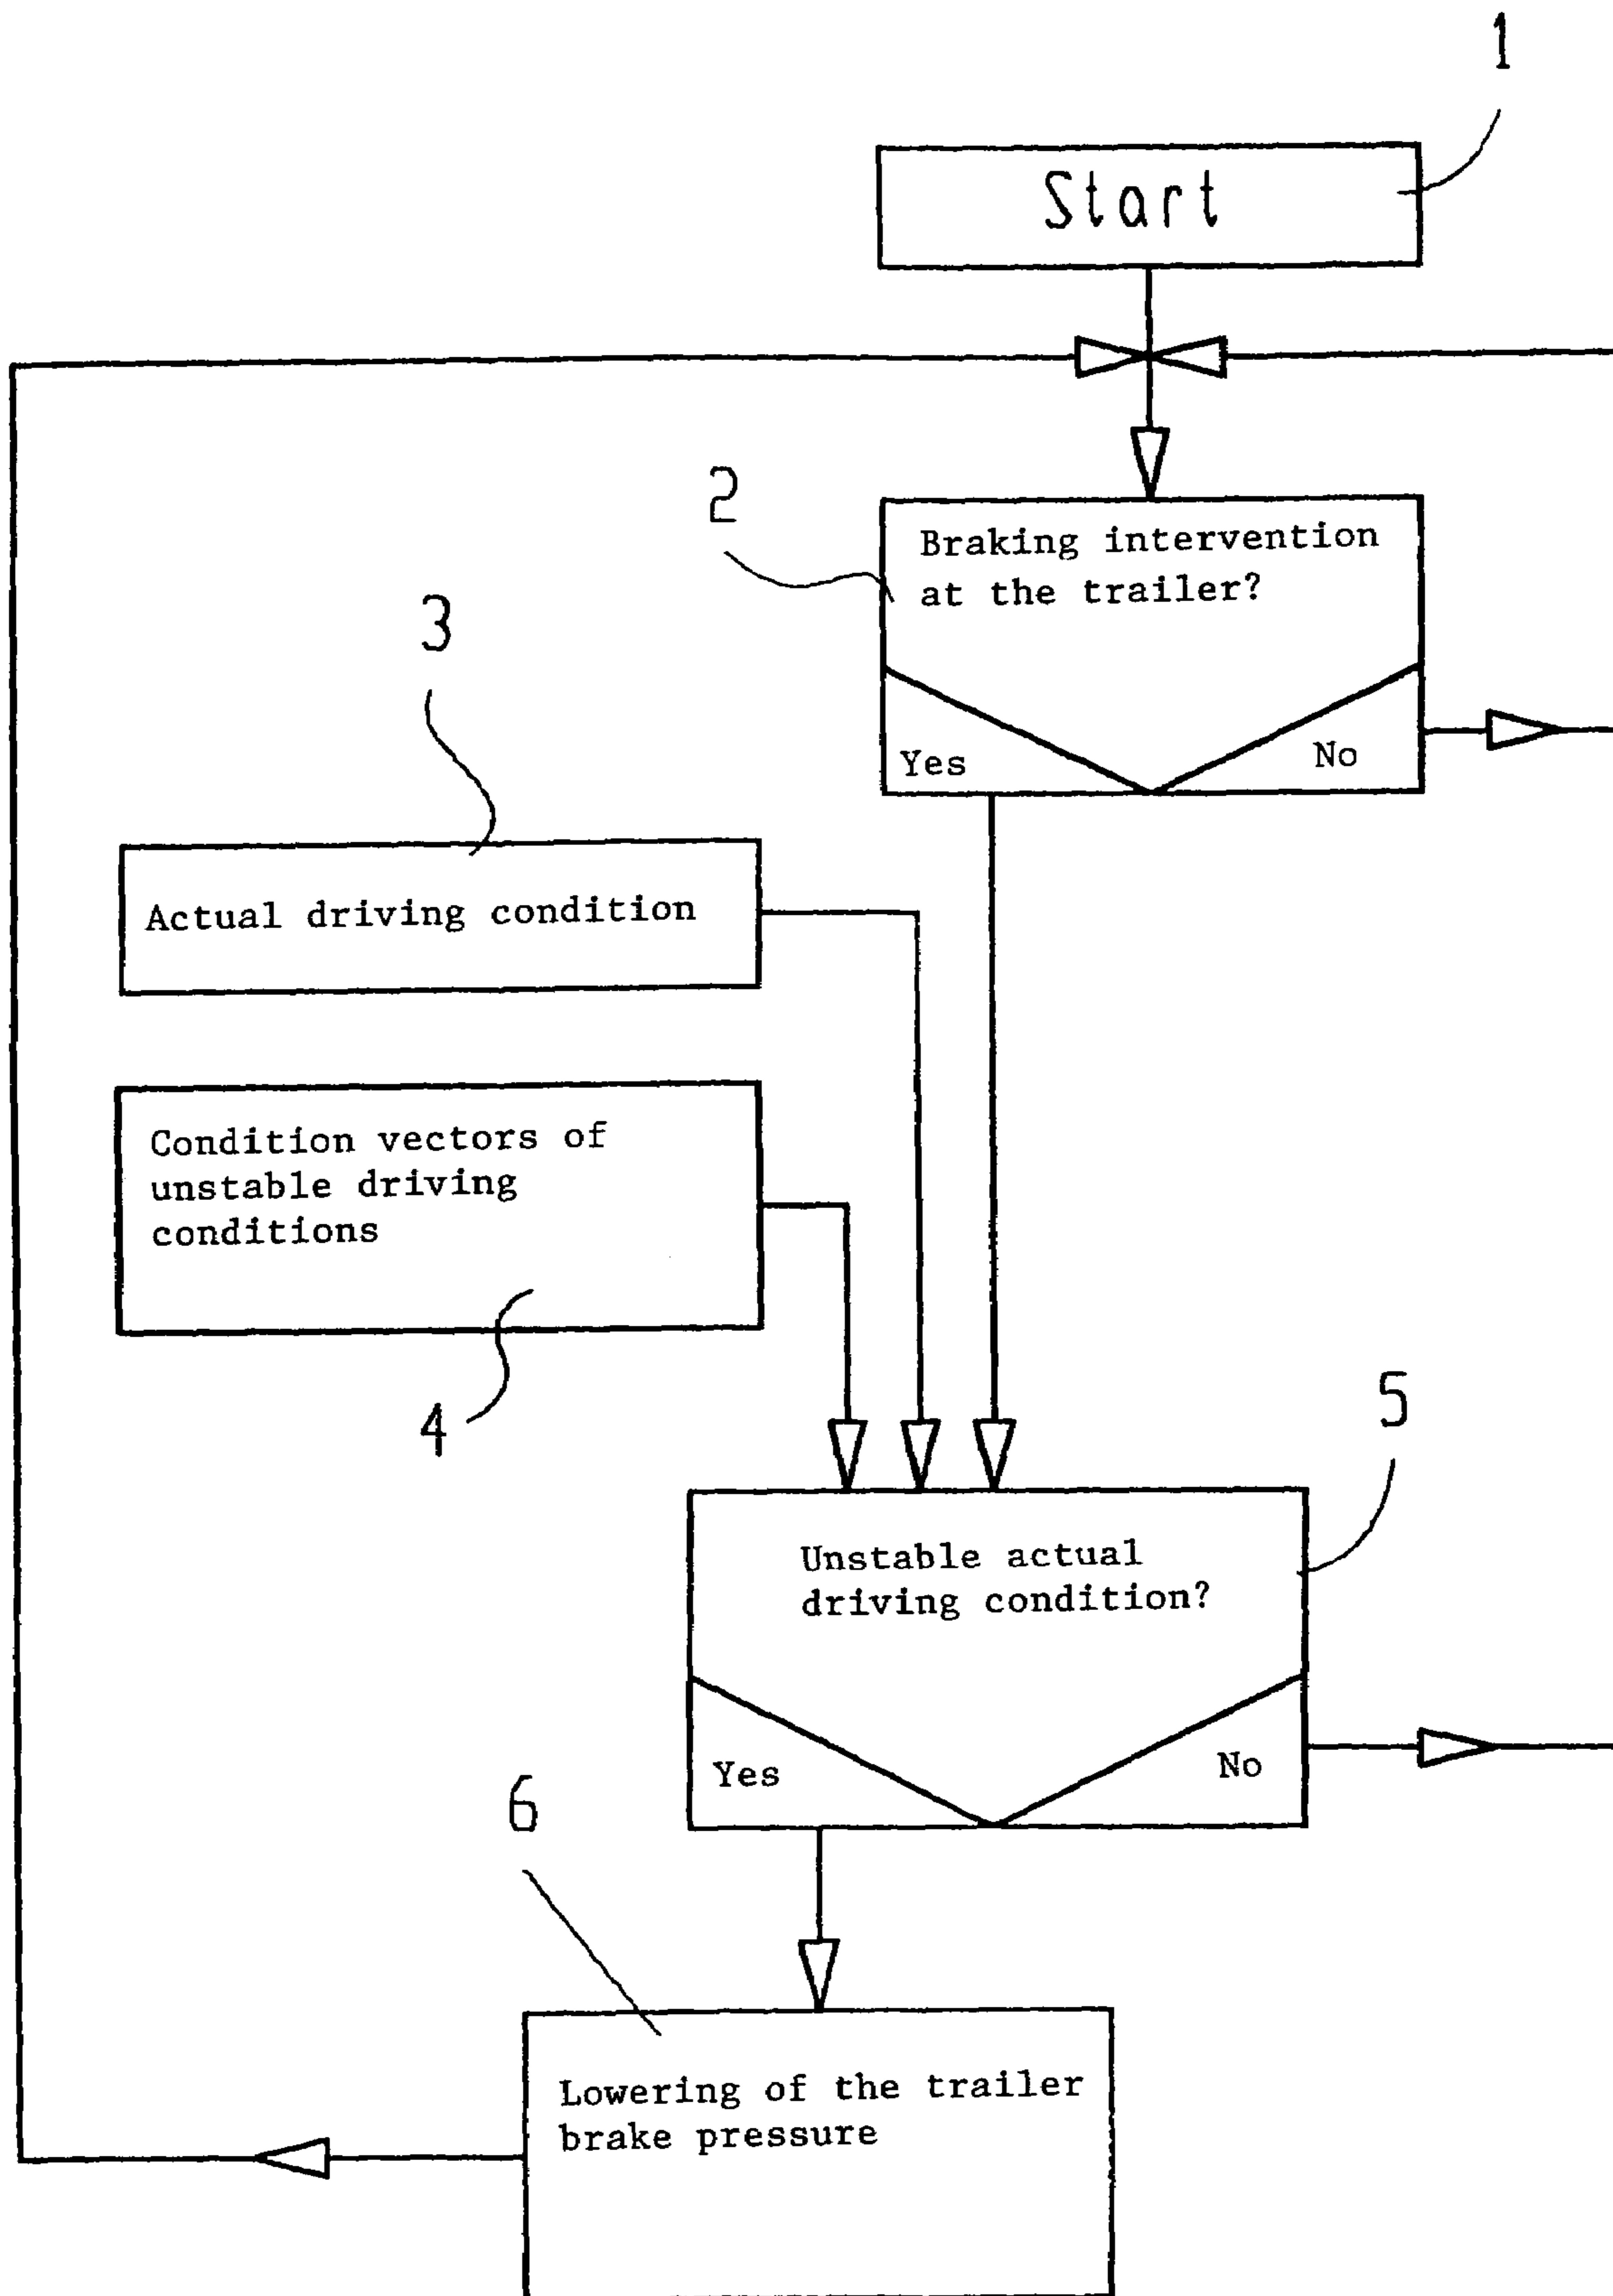 1
Start
2
Braking intervention
at the trailer?
Yes
No
3
Actual driving condition
Condition vectors of
unstable driving
conditions
4
5
Unstable actual
driving condition?
Yes
No
6
Lowering of the trailer
brake pressure